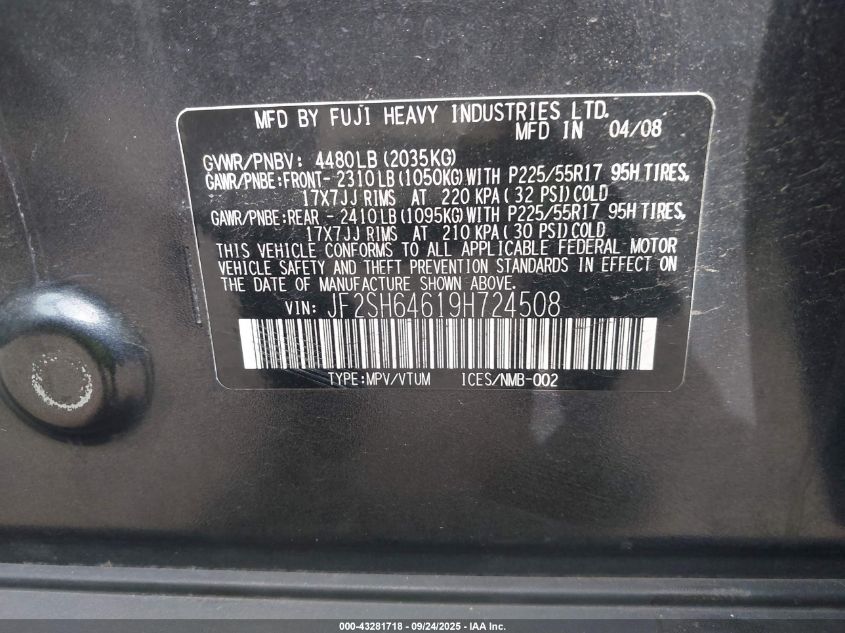 MFD BY FUJI HEAVY INDUSTRIES LTD.
MFD IN 04/08
GVWR/PNBV: 4480LB (2035KG)
GAWR/PNBE:FRONT- 2310LB (1050KG)WITH P225/55R17 95H TIRES,
17X7JJ RIMS AT 220 KPA( 32 PSI)COLD
GAWR/PNBE:REAR - 2410LB (1095KG)WITH P225/55R17 95H TIRES,
17X7JJ RIMS AT 210 KPA( 30 PSI)COLD
THIS VEHICLE CONFORMS TO ALL APPLICABLE FEDERAL MOTOR
VEHICLE SAFETY AND THEFT PREVENTION STANDARDS IN EFFECT ON
THE DATE OF MANUFACTURE SHOWN ABOVE.
VIN: JF2SH64619H724508
TYPE:MPV/VTUM ICES/NMB-002
000-43281718 - 09/24/2025 - IAA Inc.